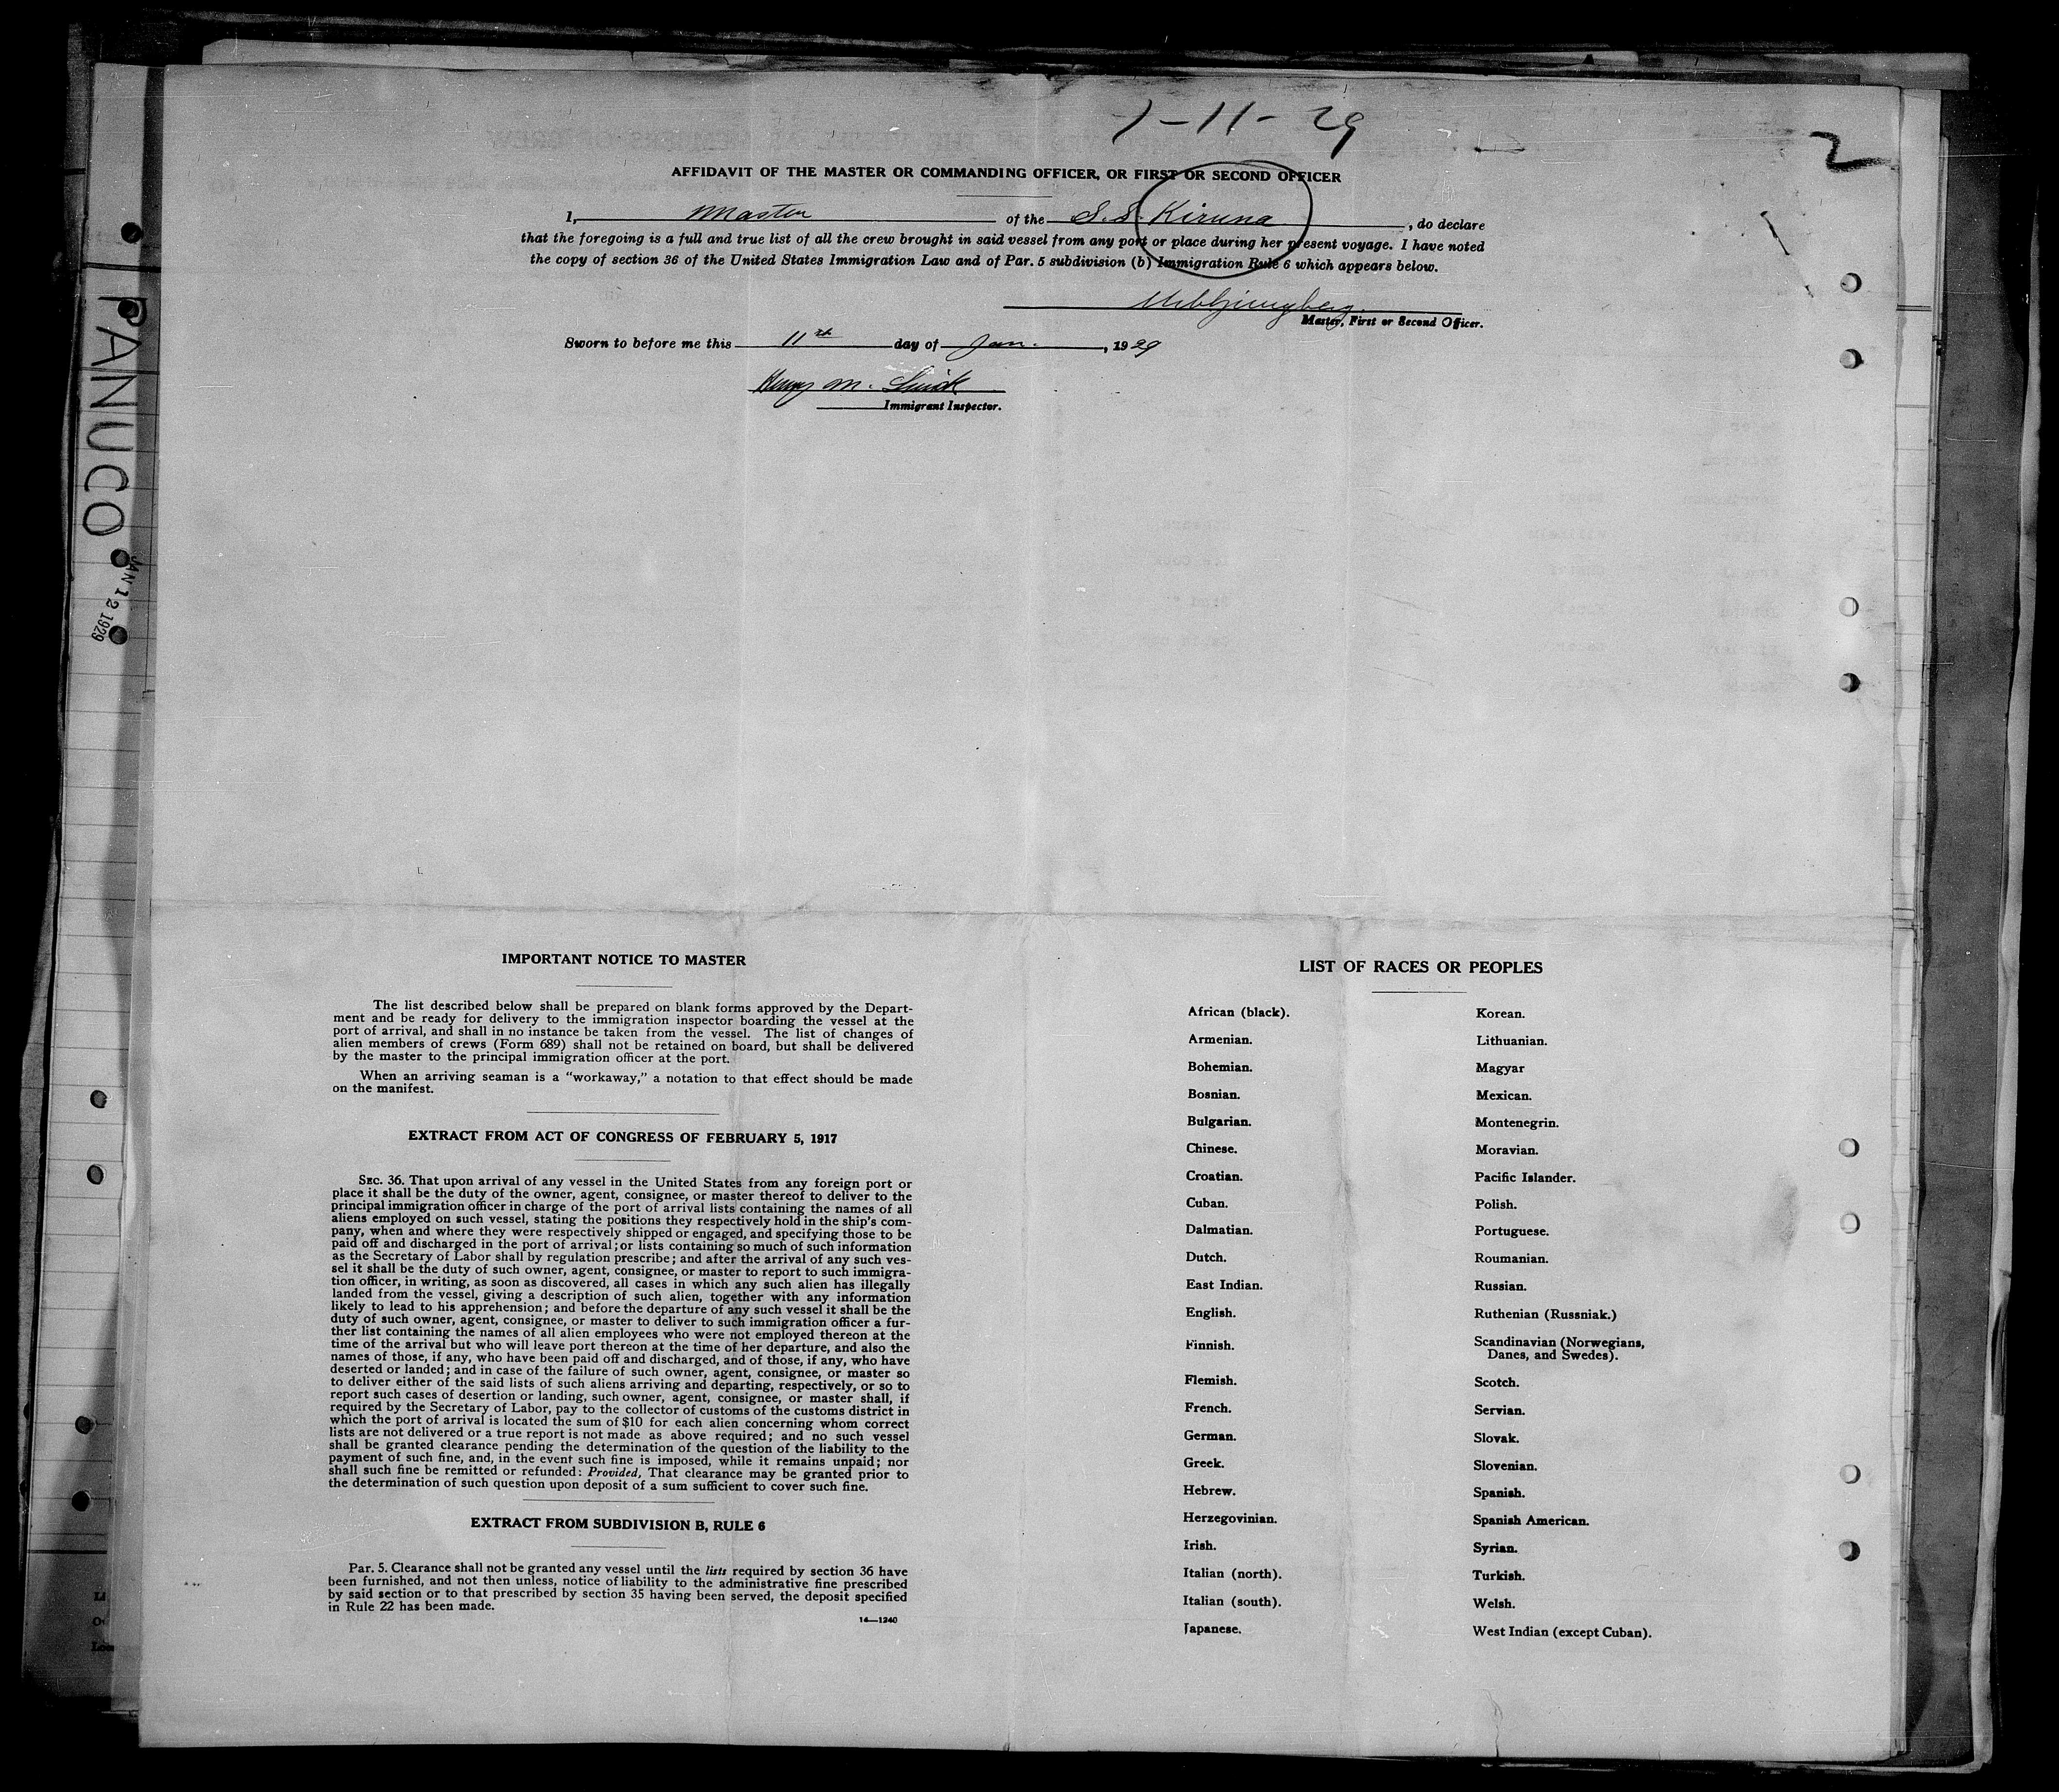 1-11-29
2
AFFIDAVIT OF THE MASTER OR COMMANDING OFFICER, OR FIRST OR SECOND OFFICER
I, Master of the S.S. Kiruna, do declare
that the foregoing is a full and true list of all the crew brought in said vessel from any port or place during her present voyage. I have noted
the copy of section 36 of the United States Immigration Law and of Par. 5 subdivision (b) Immigration Rule 6 which appears below.
Master, First or Second Officer.
Sworn to before me this 11th day of Jan., 1929
Henry M.
Immigrant Inspector.
PANUCO
JAN 12 1929
IMPORTANT NOTICE TO MASTER
The list described below shall be prepared on blank forms approved by the Depart-
ment and be ready for delivery to the immigration inspector boarding the vessel at the
port of arrival, and shall in no instance be taken from the vessel. The list of changes of
alien members of crews (Form 689) shall not be retained on board, but shall be delivered
by the master to the principal immigration officer at the port.
When an arriving seaman is a "workaway," a notation to that effect should be made
on the manifest.
EXTRACT FROM ACT OF CONGRESS OF FEBRUARY 5, 1917
SEC. 36. That upon arrival of any vessel in the United States from any foreign port or
place it shall be the duty of the owner, agent, consignee, or master thereof to deliver to the
principal immigration officer in charge of the port of arrival lists containing the names of all
aliens employed on such vessel, stating the positions they respectively hold in the ship's com-
pany, when and where they were respectively shipped or engaged, and specifying those to be
paid off and discharged in the port of arrival; or lists containing so much of such information
as the Secretary of Labor shall by regulation prescribe; and after the arrival of any such ves-
sel it shall be the duty of such owner, agent, consignee, or master to report to such immigra-
tion officer, in writing, as soon as discovered, all cases in which any such alien has illegally
landed from the vessel, giving a description of such alien, together with any information
likely to lead to his apprehension; and before the departure of any such vessel it shall be the
duty of such owner, agent, consignee, or master to deliver to such immigration officer a fur-
ther list containing the names of all alien employees who were not employed thereon at the
time of the arrival but who will leave port thereon at the time of her departure, and also the
names of those, if any, who have been paid off and discharged, and of those, if any, who have
deserted or landed; and in case of the failure of such owner, agent, consignee, or master so
to deliver either of the said lists of such aliens arriving and departing, respectively, or so to
report such cases of desertion or landing, such owner, agent, consignee, or master shall, if
required by the Secretary of Labor, pay to the collector of customs of the customs district in
which the port of arrival is located the sum of $10 for each alien concerning whom correct
lists are not delivered or a true report is not made as above required; and no such vessel
shall be granted clearance pending the determination of the question of the liability to the
payment of such fine, and, in the event such fine is imposed, while it remains unpaid; nor
shall such fine be remitted or refunded: Provided, That clearance may be granted prior to
the determination of such question upon deposit of a sum sufficient to cover such fine.
EXTRACT FROM SUBDIVISION B, RULE 6
Par. 5. Clearance shall not be granted any vessel until the lists required by section 36 have
been furnished, and not then unless, notice of liability to the administrative fine prescribed
by said section or to that prescribed by section 35 having been served, the deposit specified
in Rule 22 has been made.
14—1240
LIST OF RACES OR PEOPLES
African (black).
Armenian.
Bohemian.
Bosnian.
Bulgarian.
Chinese.
Croatian.
Cuban.
Dalmatian.
Dutch.
East Indian.
English.
Finnish.
Flemish.
French.
German.
Greek.
Hebrew.
Herzegovinian.
Irish.
Italian (north).
Italian (south).
Japanese.
Korean.
Lithuanian.
Magyar
Mexican.
Montenegrin.
Moravian.
Pacific Islander.
Polish.
Portuguese.
Roumanian.
Russian.
Ruthenian (Russniak.)
Scandinavian (Norwegians,
Danes, and Swedes).
Scotch.
Servian.
Slovak.
Slovenian.
Spanish.
Spanish American.
Syrian.
Turkish.
Welsh.
West Indian (except Cuban).